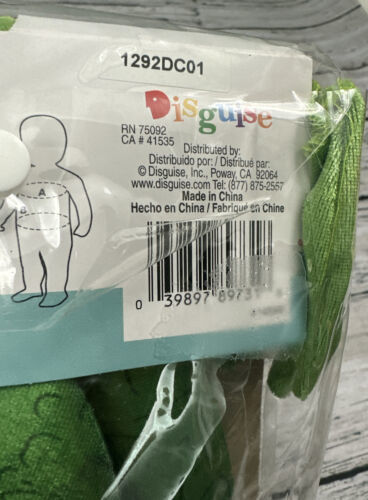 1292DC01
Disguise
RN 75092
CA # 41535
Distributed by:
Distribuido por: / Distribué par:
© Disguise, Inc., Poway, CA 92064
www.disguise.com Tel: (877) 875-2557
Made in China
Hecho en China / Fabriqué en Chine
A
B
0 39897 89731